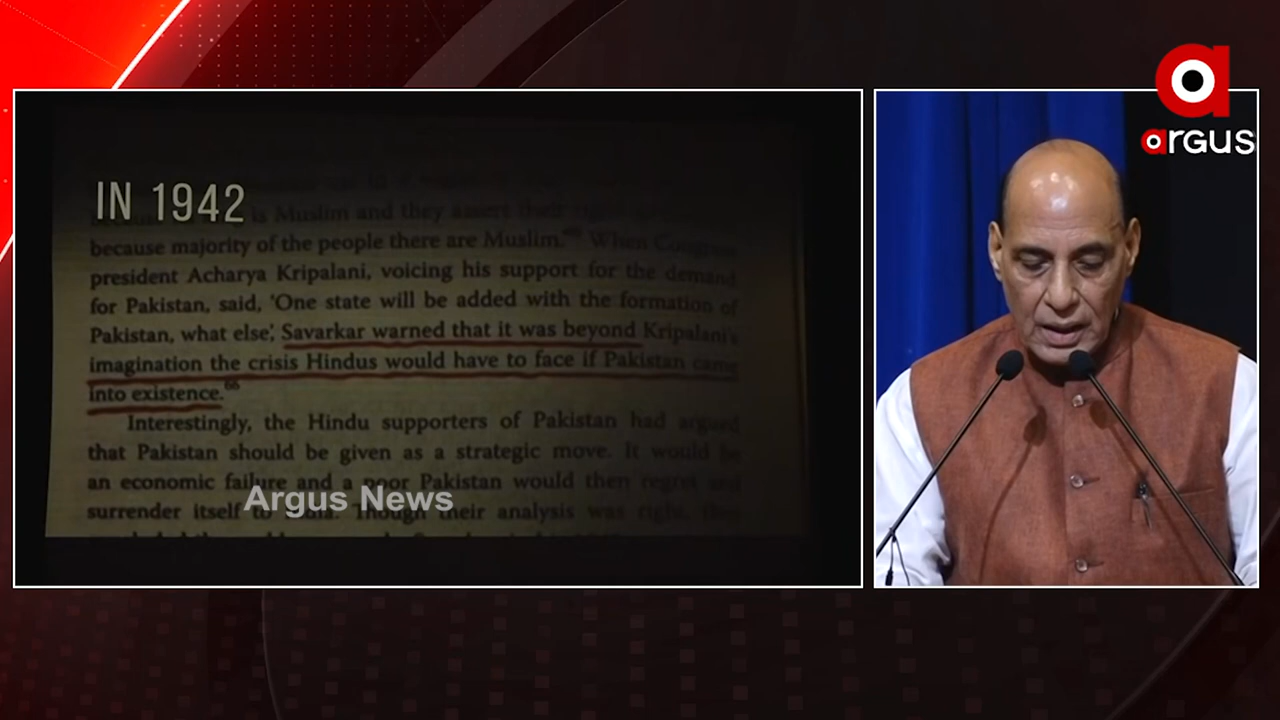 argus
IN 1942
is Muslim and they assert their
because majority of the people there are Muslim.” When Congress
president Acharya Kripalani, voicing his support for the demand
for Pakistan, said, ‘One state will be added with the formation of
Pakistan, what else’, Savarkar warned that it was beyond Kripalani's
imagination the crisis Hindus would have to face if Pakistan came
into existence.66
Interestingly, the Hindu supporters of Pakistan had argued
that Pakistan should be given as a strategic move. It would be
an economic failure and a poor Pakistan would then regret and
surrender itself to India. Though their analysis was right,
Argus News